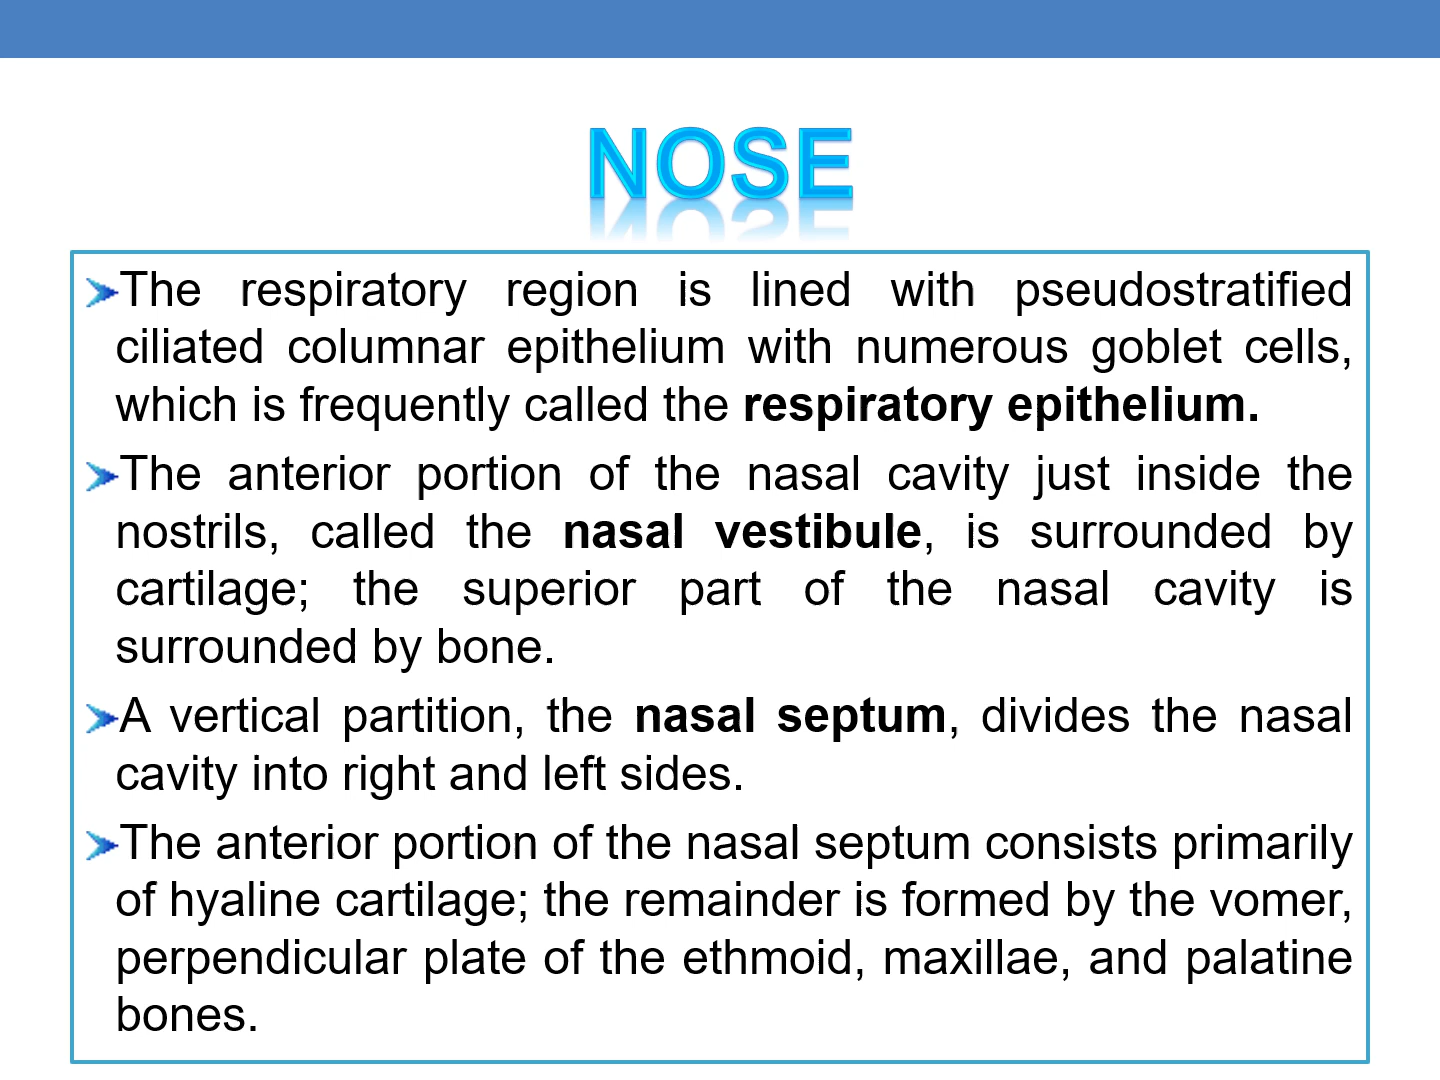 NOSE
The respiratory region is lined with pseudostratified
ciliated columnar epithelium with numerous goblet cells,
which is frequently called the respiratory epithelium.
The anterior portion of the nasal cavity just inside the
nostrils, called the nasal vestibule, is surrounded by
cartilage; the superior part of the nasal cavity is
surrounded by bone.
A vertical partition, the nasal septum, divides the nasal
cavity into right and left sides.
The anterior portion of the nasal septum consists primarily
of hyaline cartilage; the remainder is formed by the vomer,
perpendicular plate of the ethmoid, maxillae, and palatine
bones.